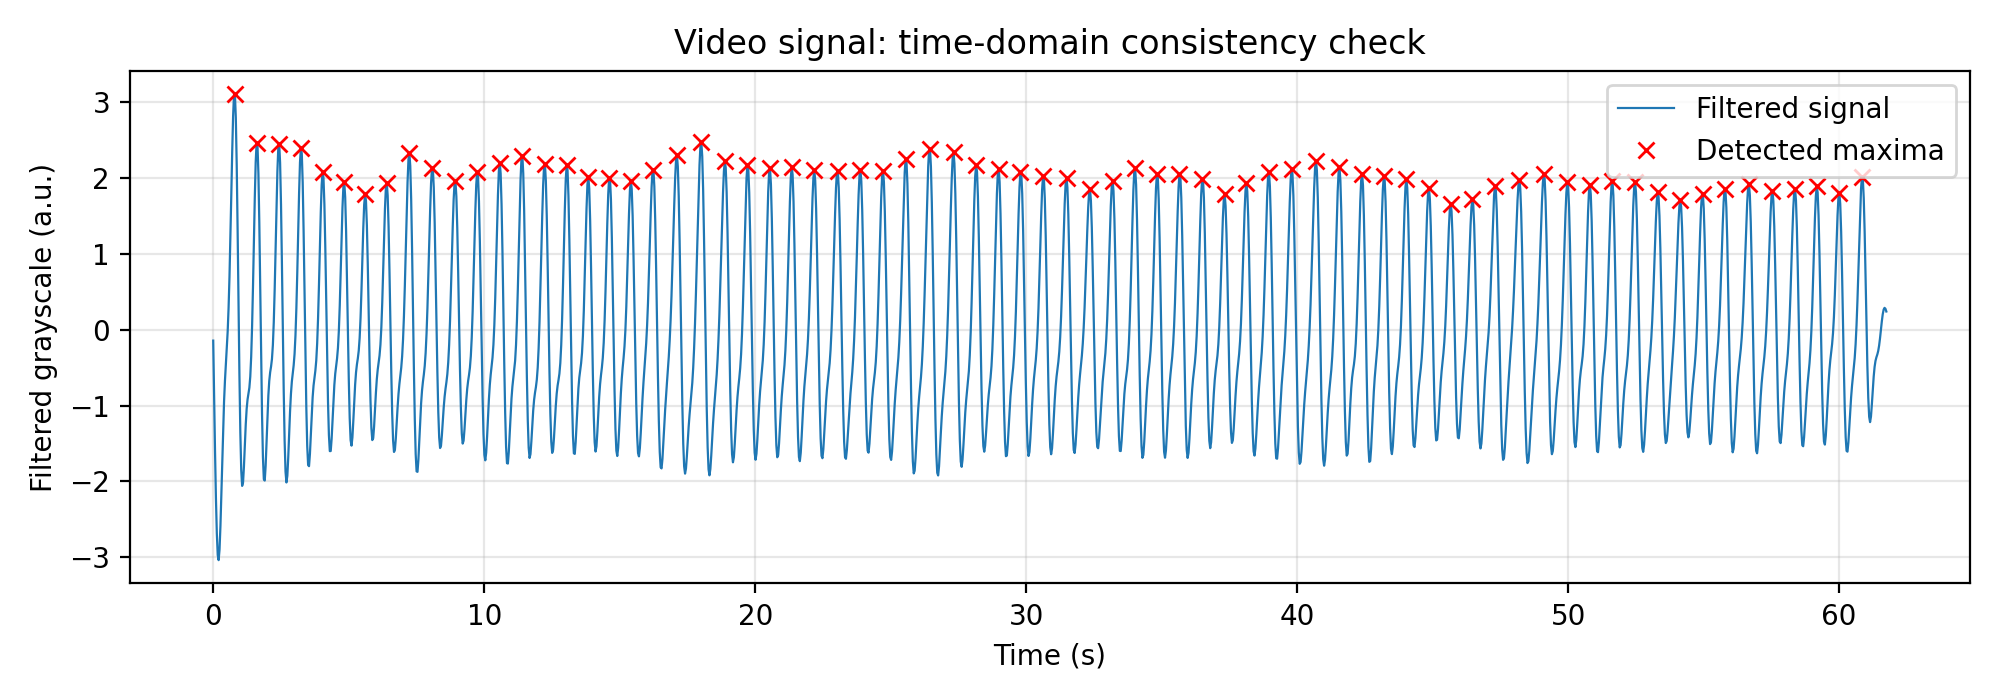 Video signal: time-domain consistency check
Filtered grayscale (a.u.)
3
2
1
0
−1
−2
−3
Filtered signal
Detected maxima
0 10 20 30 40 50 60
Time (s)